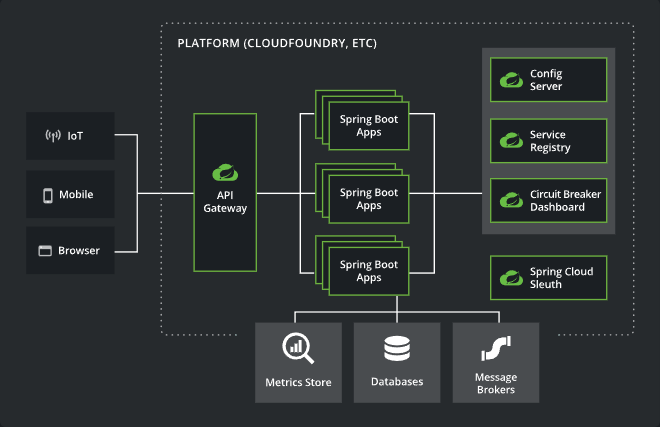 PLATFORM (CLOUDFOUNDRY, ETC)
IoT
Mobile
Browser
API
Gateway
Spring Boot
Apps
Spring Boot
Apps
Spring Boot
Apps
Config
Server
Service
Registry
Circuit Breaker
Dashboard
Spring Cloud
Sleuth
Metrics Store
Databases
Message
Brokers